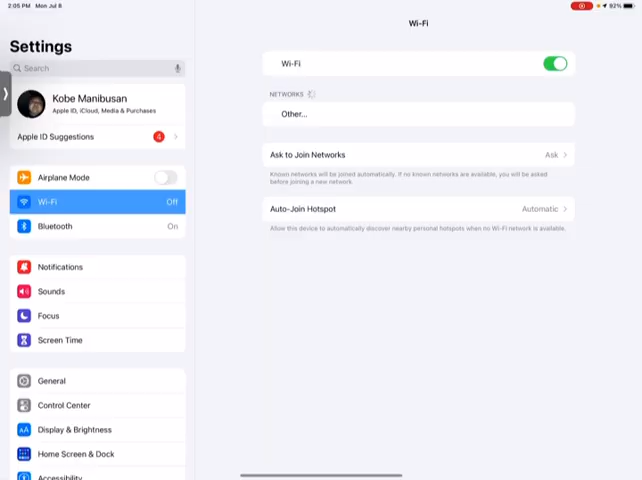 2:05 PM Mon Jul 8
92%
Wi-Fi
Settings
Search
Kobe Manibusan
Apple ID, iCloud, Media & Purchases
Apple ID Suggestions
4
Airplane Mode
Wi-Fi
Off
Bluetooth
On
Notifications
Sounds
Focus
Screen Time
General
Control Center
AA
Display & Brightness
Home Screen & Dock
Accessibility
Wi-Fi
NETWORKS
Other...
Ask to Join Networks
Ask
Known networks will be joined automatically. If no known networks are available, you will be asked
before joining a new network.
Auto-Join Hotspot
Automatic
Allow this device to automatically discover nearby personal hotspots when no Wi-Fi network is available.